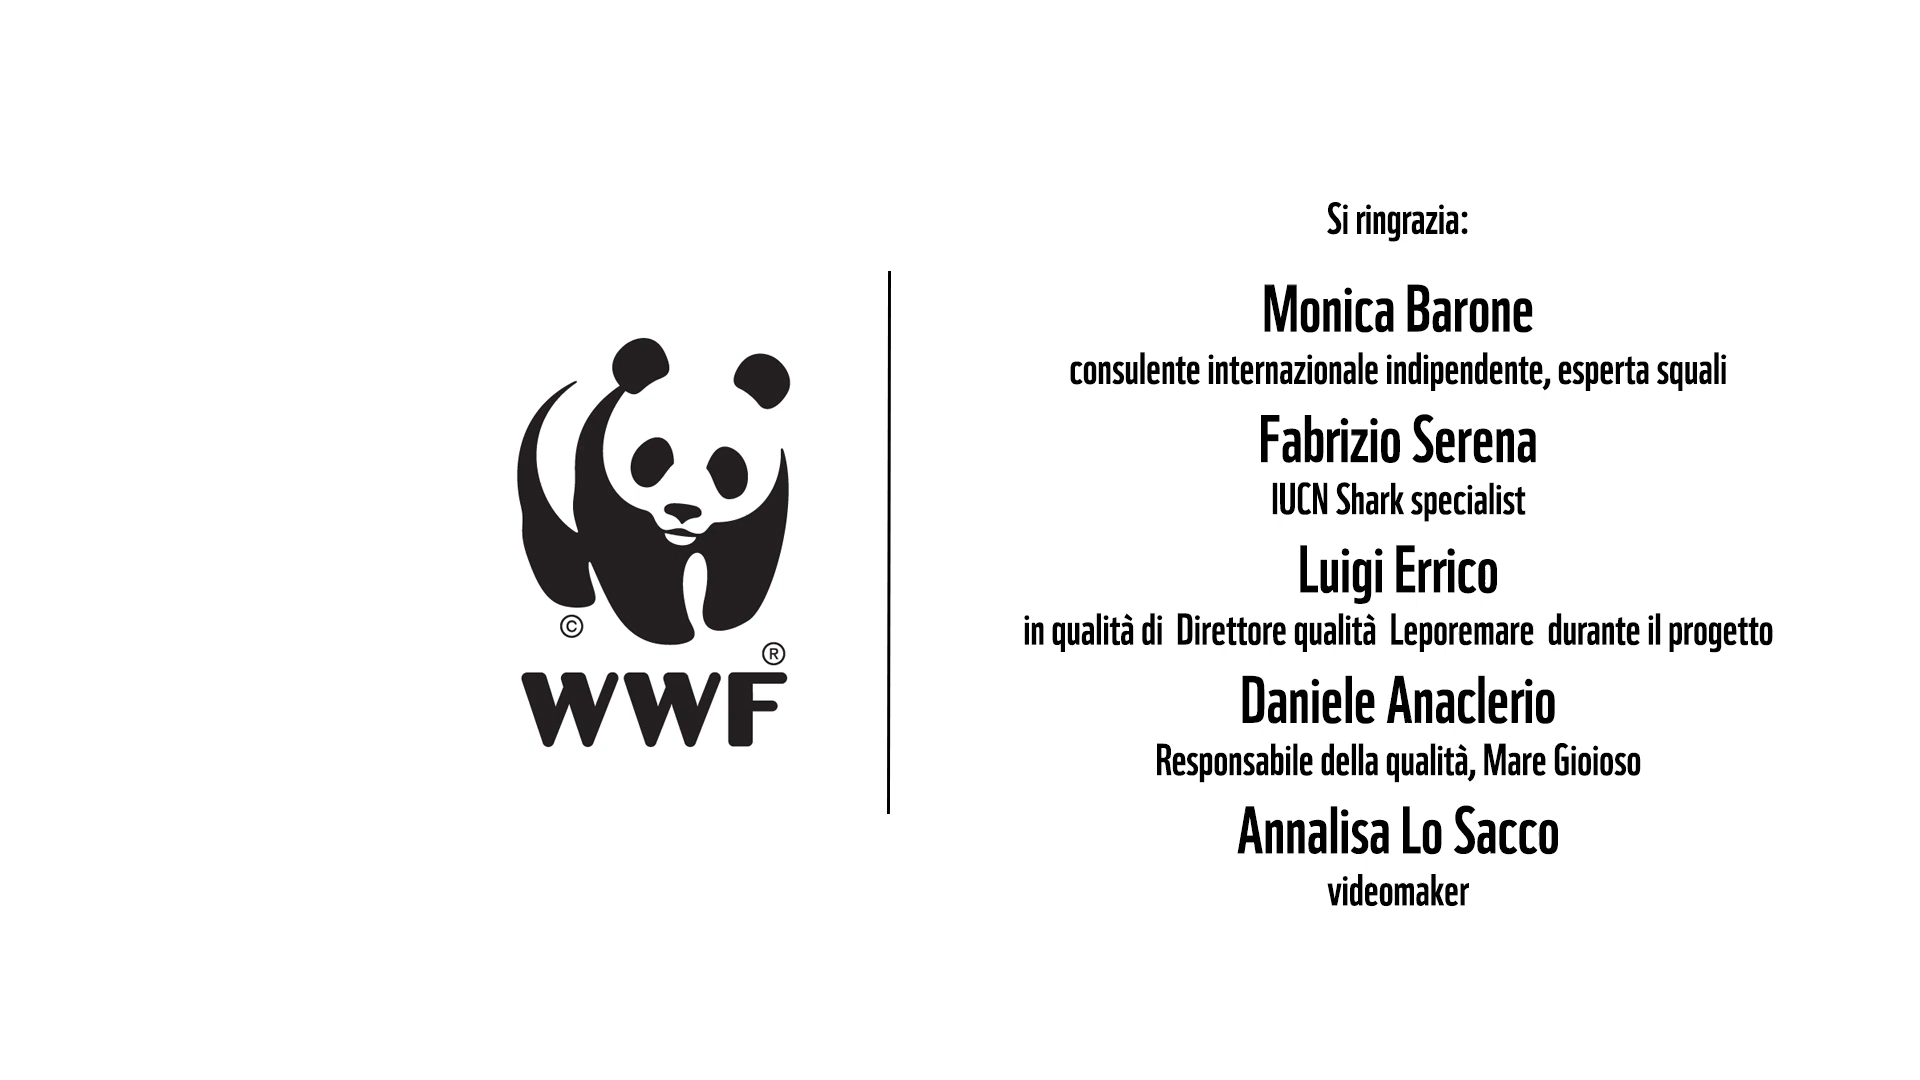 ©
®
WWF
Si ringrazia:
Monica Barone
consulente internazionale indipendente, esperta squali
Fabrizio Serena
IUCN Shark specialist
Luigi Errico
in qualità di Direttore qualità Leporemare durante il progetto
Daniele Anaclerio
Responsabile della qualità, Mare Gioioso
Annalisa Lo Sacco
videomaker